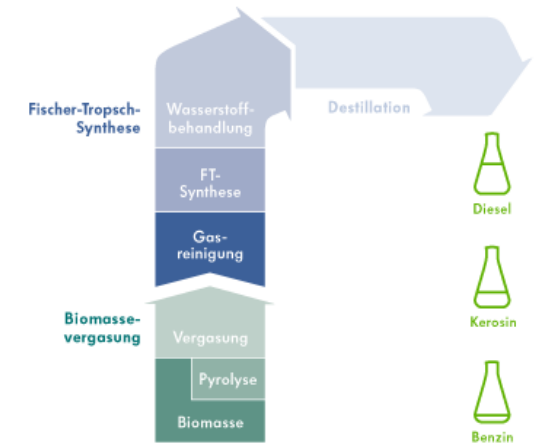 Fischer-Tropsch-
Synthese
Wasserstoff-
behandlung
Destillation
FT-
Synthese
Gas-
reinigung
Biomasse-
vergasung
Vergasung
Pyrolyse
Biomasse
Diesel
Kerosin
Benzin